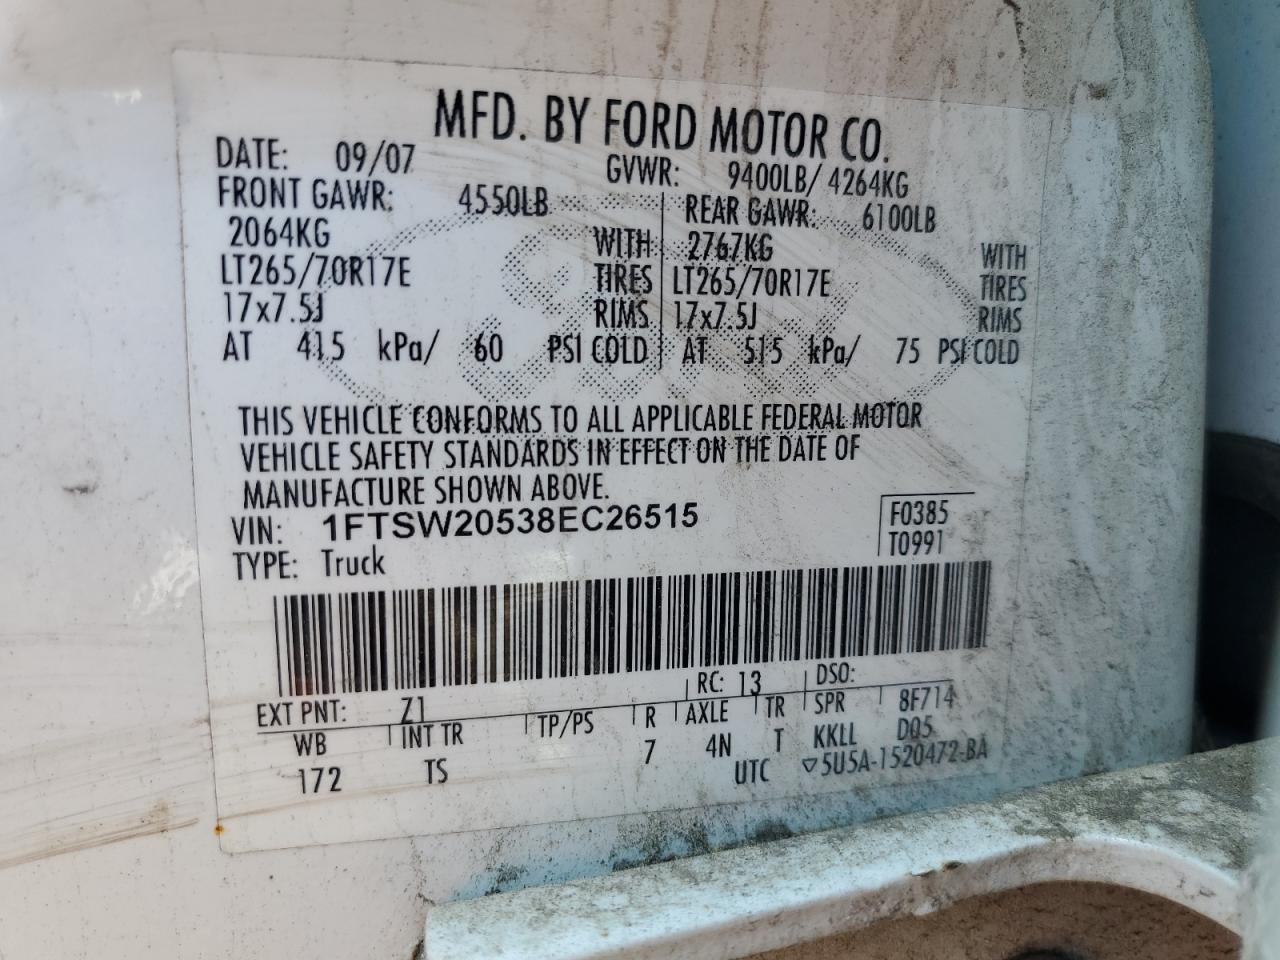 MFD. BY FORD MOTOR CO.
DATE: 09/07 GVWR: 9400LB/ 4264KG
FRONT GAWR: 4550LB REAR GAWR: 6100LB
2064KG WITH 2767KG WITH
LT265/70R17E TIRES LT265/70R17E TIRES
17x7.5J RIMS 17x7.5J RIMS
AT 415 kPa/ 60 PSI COLD AT 515 kPa/ 75 PSI COLD
THIS VEHICLE CONFORMS TO ALL APPLICABLE FEDERAL MOTOR
VEHICLE SAFETY STANDARDS IN EFFECT ON THE DATE OF
MANUFACTURE SHOWN ABOVE.
VIN: 1FTSW20538EC26515 F0385
TYPE: Truck T0991
EXT PNT: Z1 RC: 13 DSO:
WB INT TR TP/PS R AXLE TR SPR 8F714
172 TS 7 4N T KKLL DQ5
UTC ▽5U5A-1520472-BA